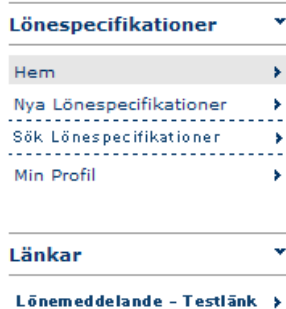 Lönespecifikationer
Hem
Nya Lönespecifikationer
Sök Lönespecifikationer
Min Profil
Länkar
Lönemeddelande - Testlänk